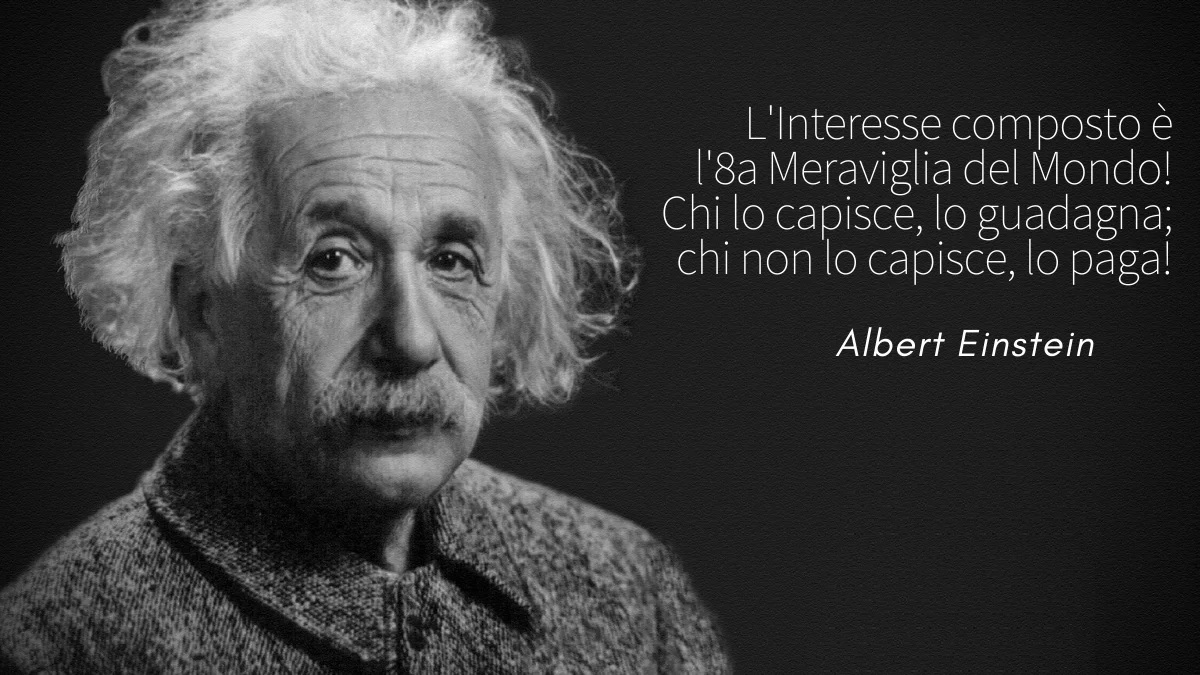 L'Interesse composto è
l'8a Meraviglia del Mondo!
Chi lo capisce, lo guadagna;
chi non lo capisce, lo paga!
Albert Einstein